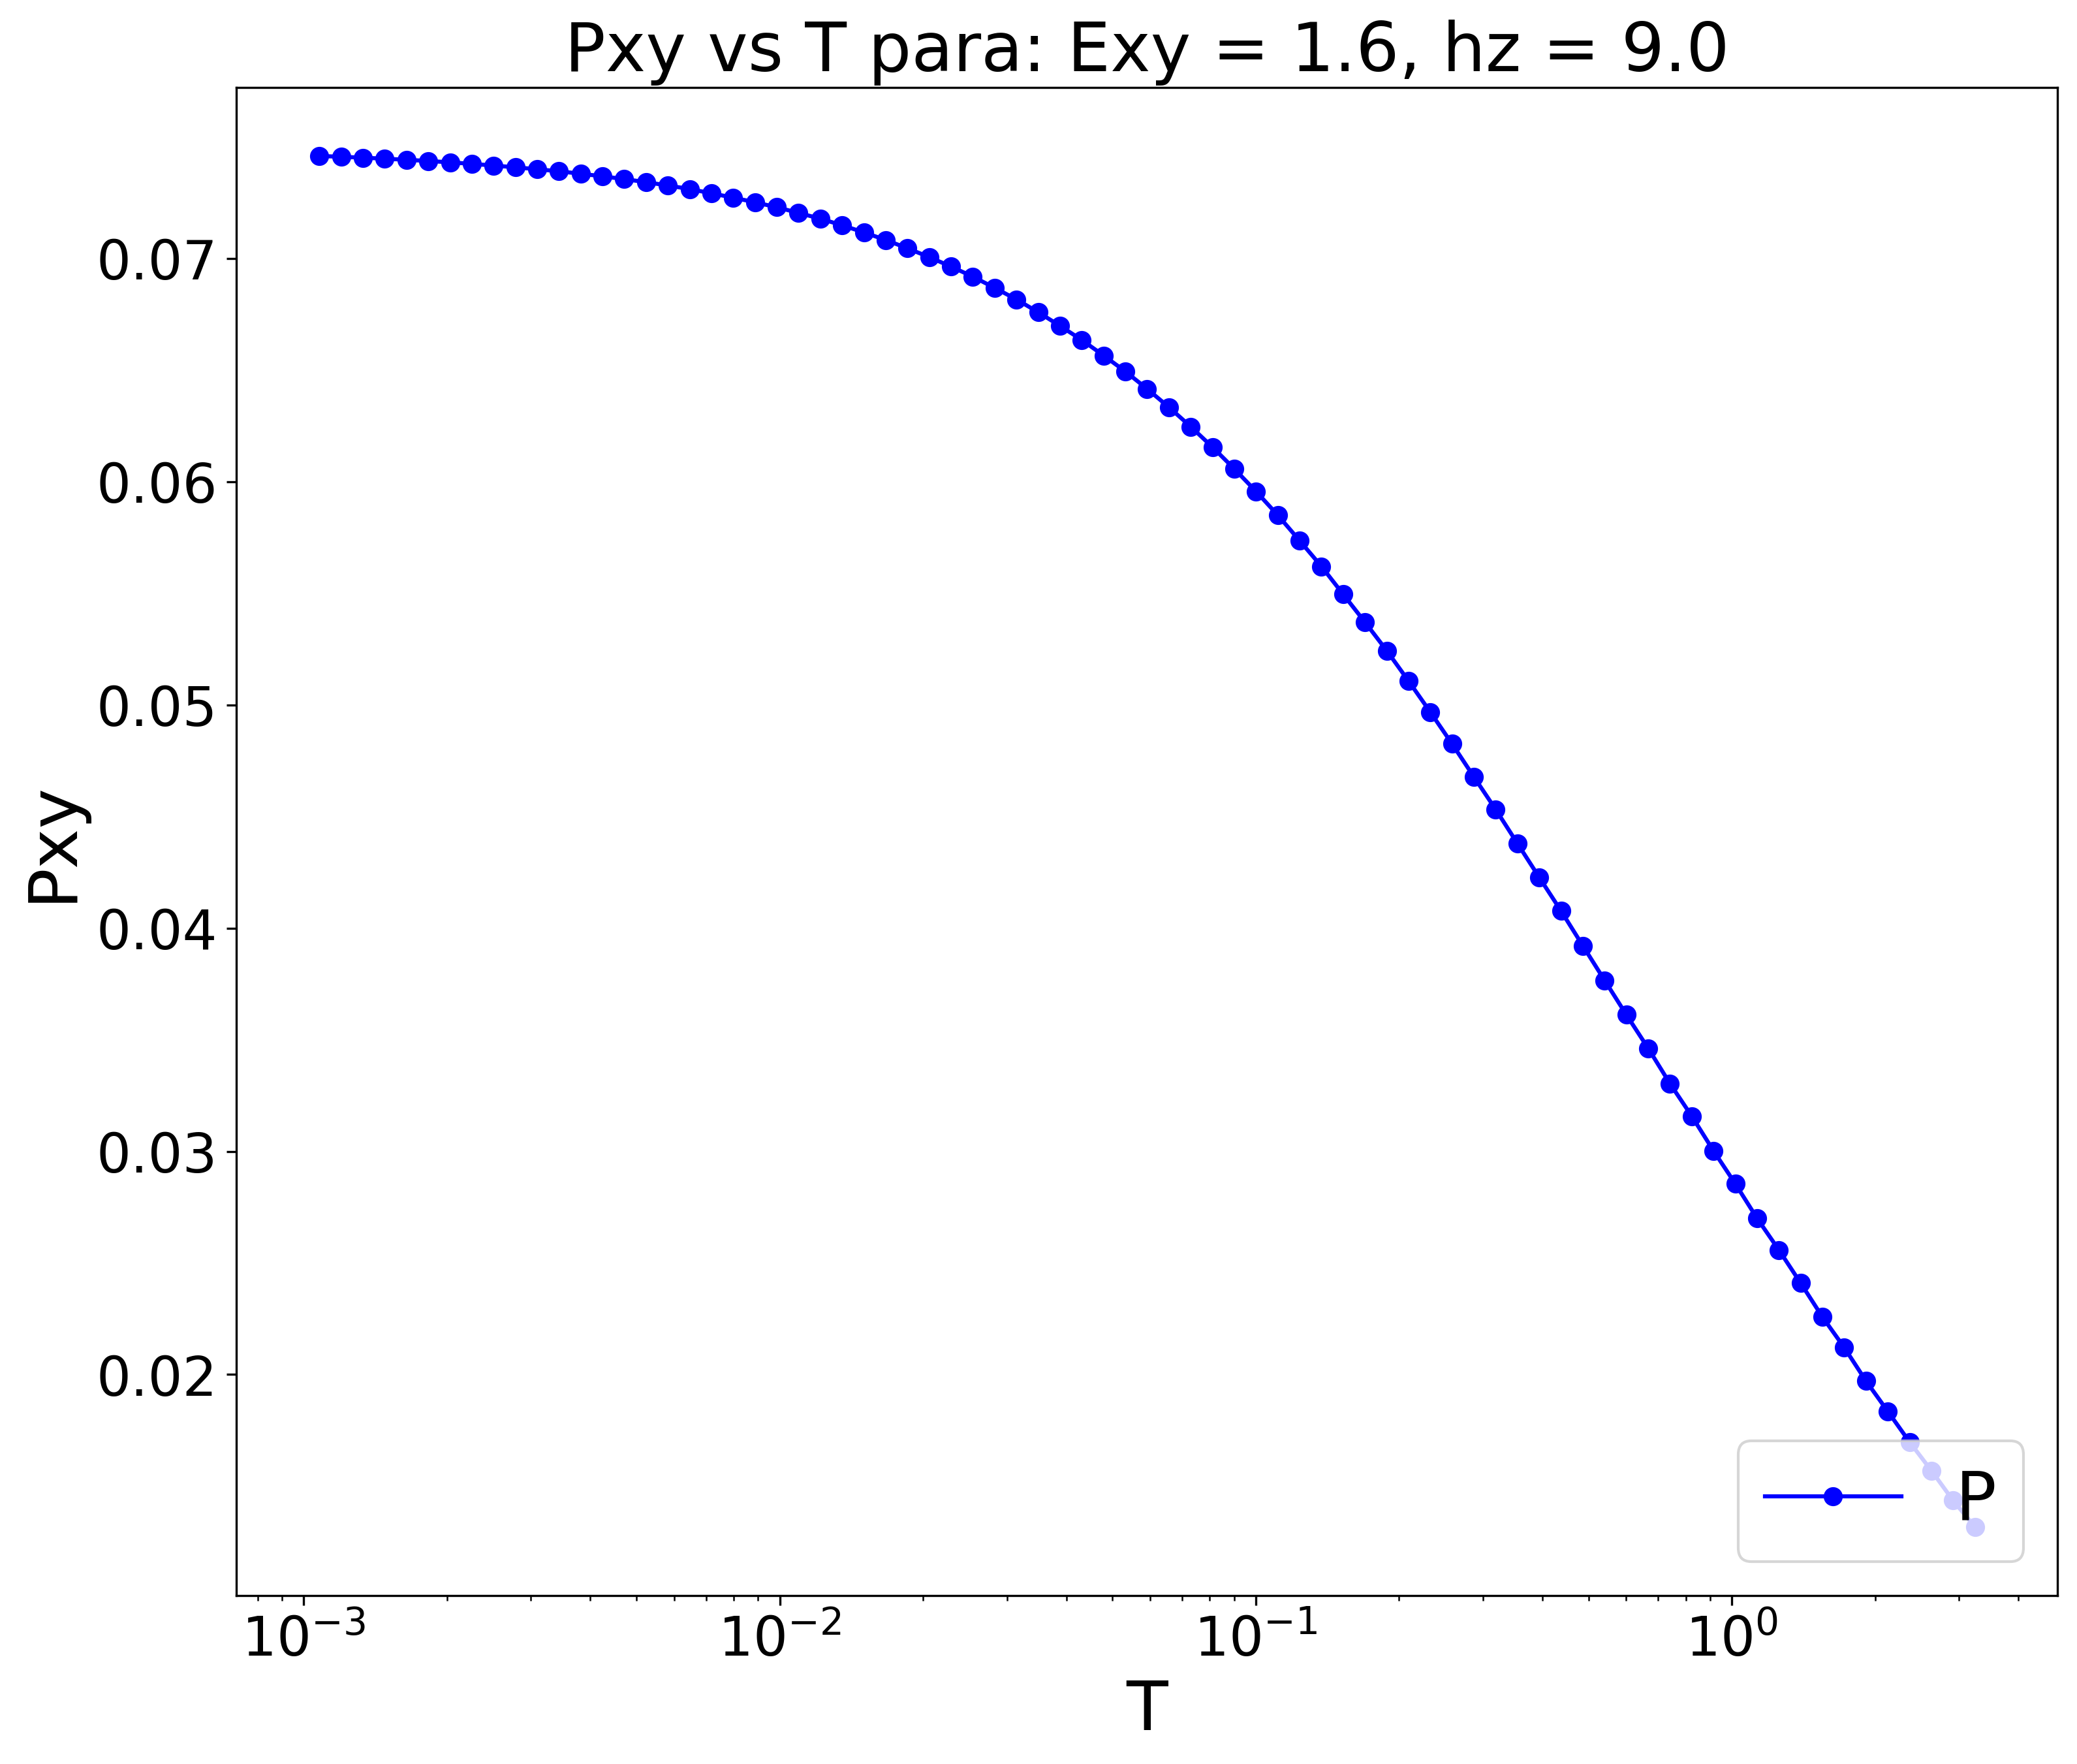 Pxy vs T para: Exy = 1.6, hz = 9.0
Pxy
0.07
0.06
0.05
0.04
0.03
0.02
P
10⁻³ 10⁻² 10⁻¹ 10⁰
T